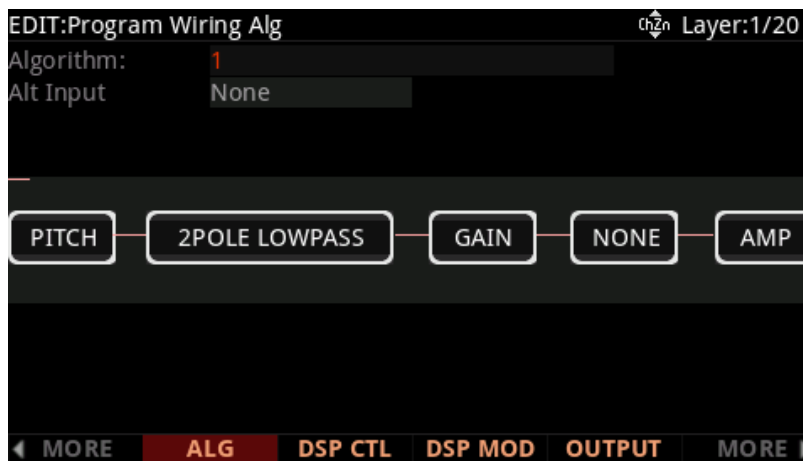 EDIT:Program Wiring Alg ChZn Layer:1/20
Algorithm: 1
Alt Input None
PITCH 2POLE LOWPASS GAIN NONE AMP
MORE ALG DSP CTL DSP MOD OUTPUT MORE